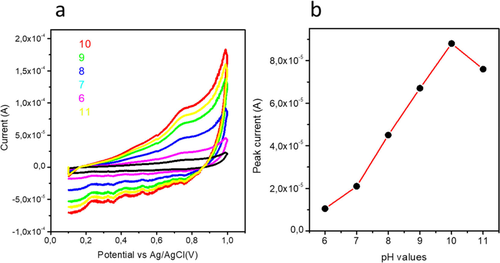 a
10
9
8
7
6
11
2,0x10⁻⁴
1,5x10⁻⁴
1,0x10⁻⁴
5,0x10⁻⁵
0,0
-5,0x10⁻⁵
-1,0x10⁻⁴
Current (A)
0,2 0,4 0,6 0,8 1,0
Potential vs Ag/AgCl(V)
b
8,0x10⁻⁵
6,0x10⁻⁵
4,0x10⁻⁵
2,0x10⁻⁵
0,0
Peak current (A)
6 7 8 9 10 11
pH values